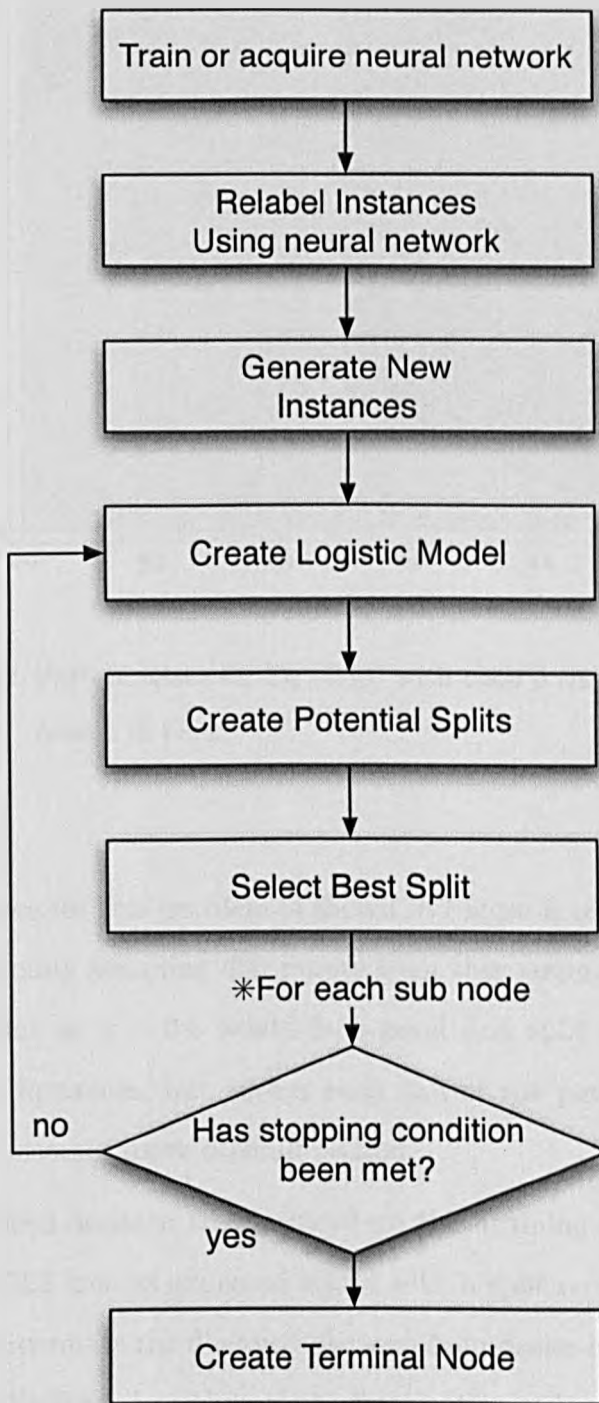 Train or acquire neural network
Relabel Instances
Using neural network
Generate New
Instances
Create Logistic Model
Create Potential Splits
Select Best Split
✳For each sub node
no
Has stopping condition
been met?
yes
Create Terminal Node